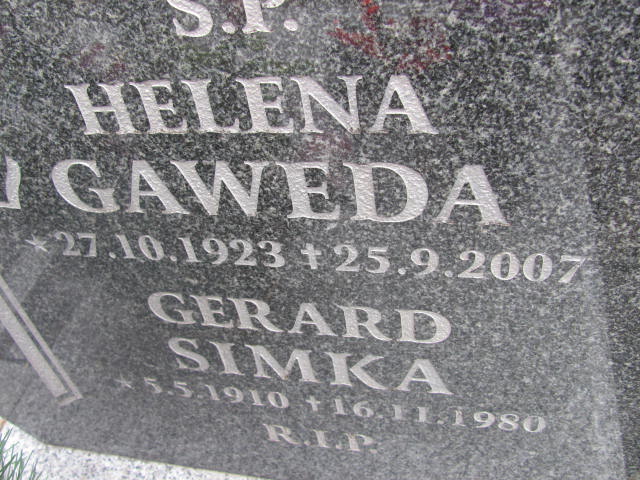 S.P.
HELENA
GAWEDA
* 27.10.1923 † 25.9.2007
GERARD
SIMKA
* 5.5.1910 † 16.11.1980
R.I.P.